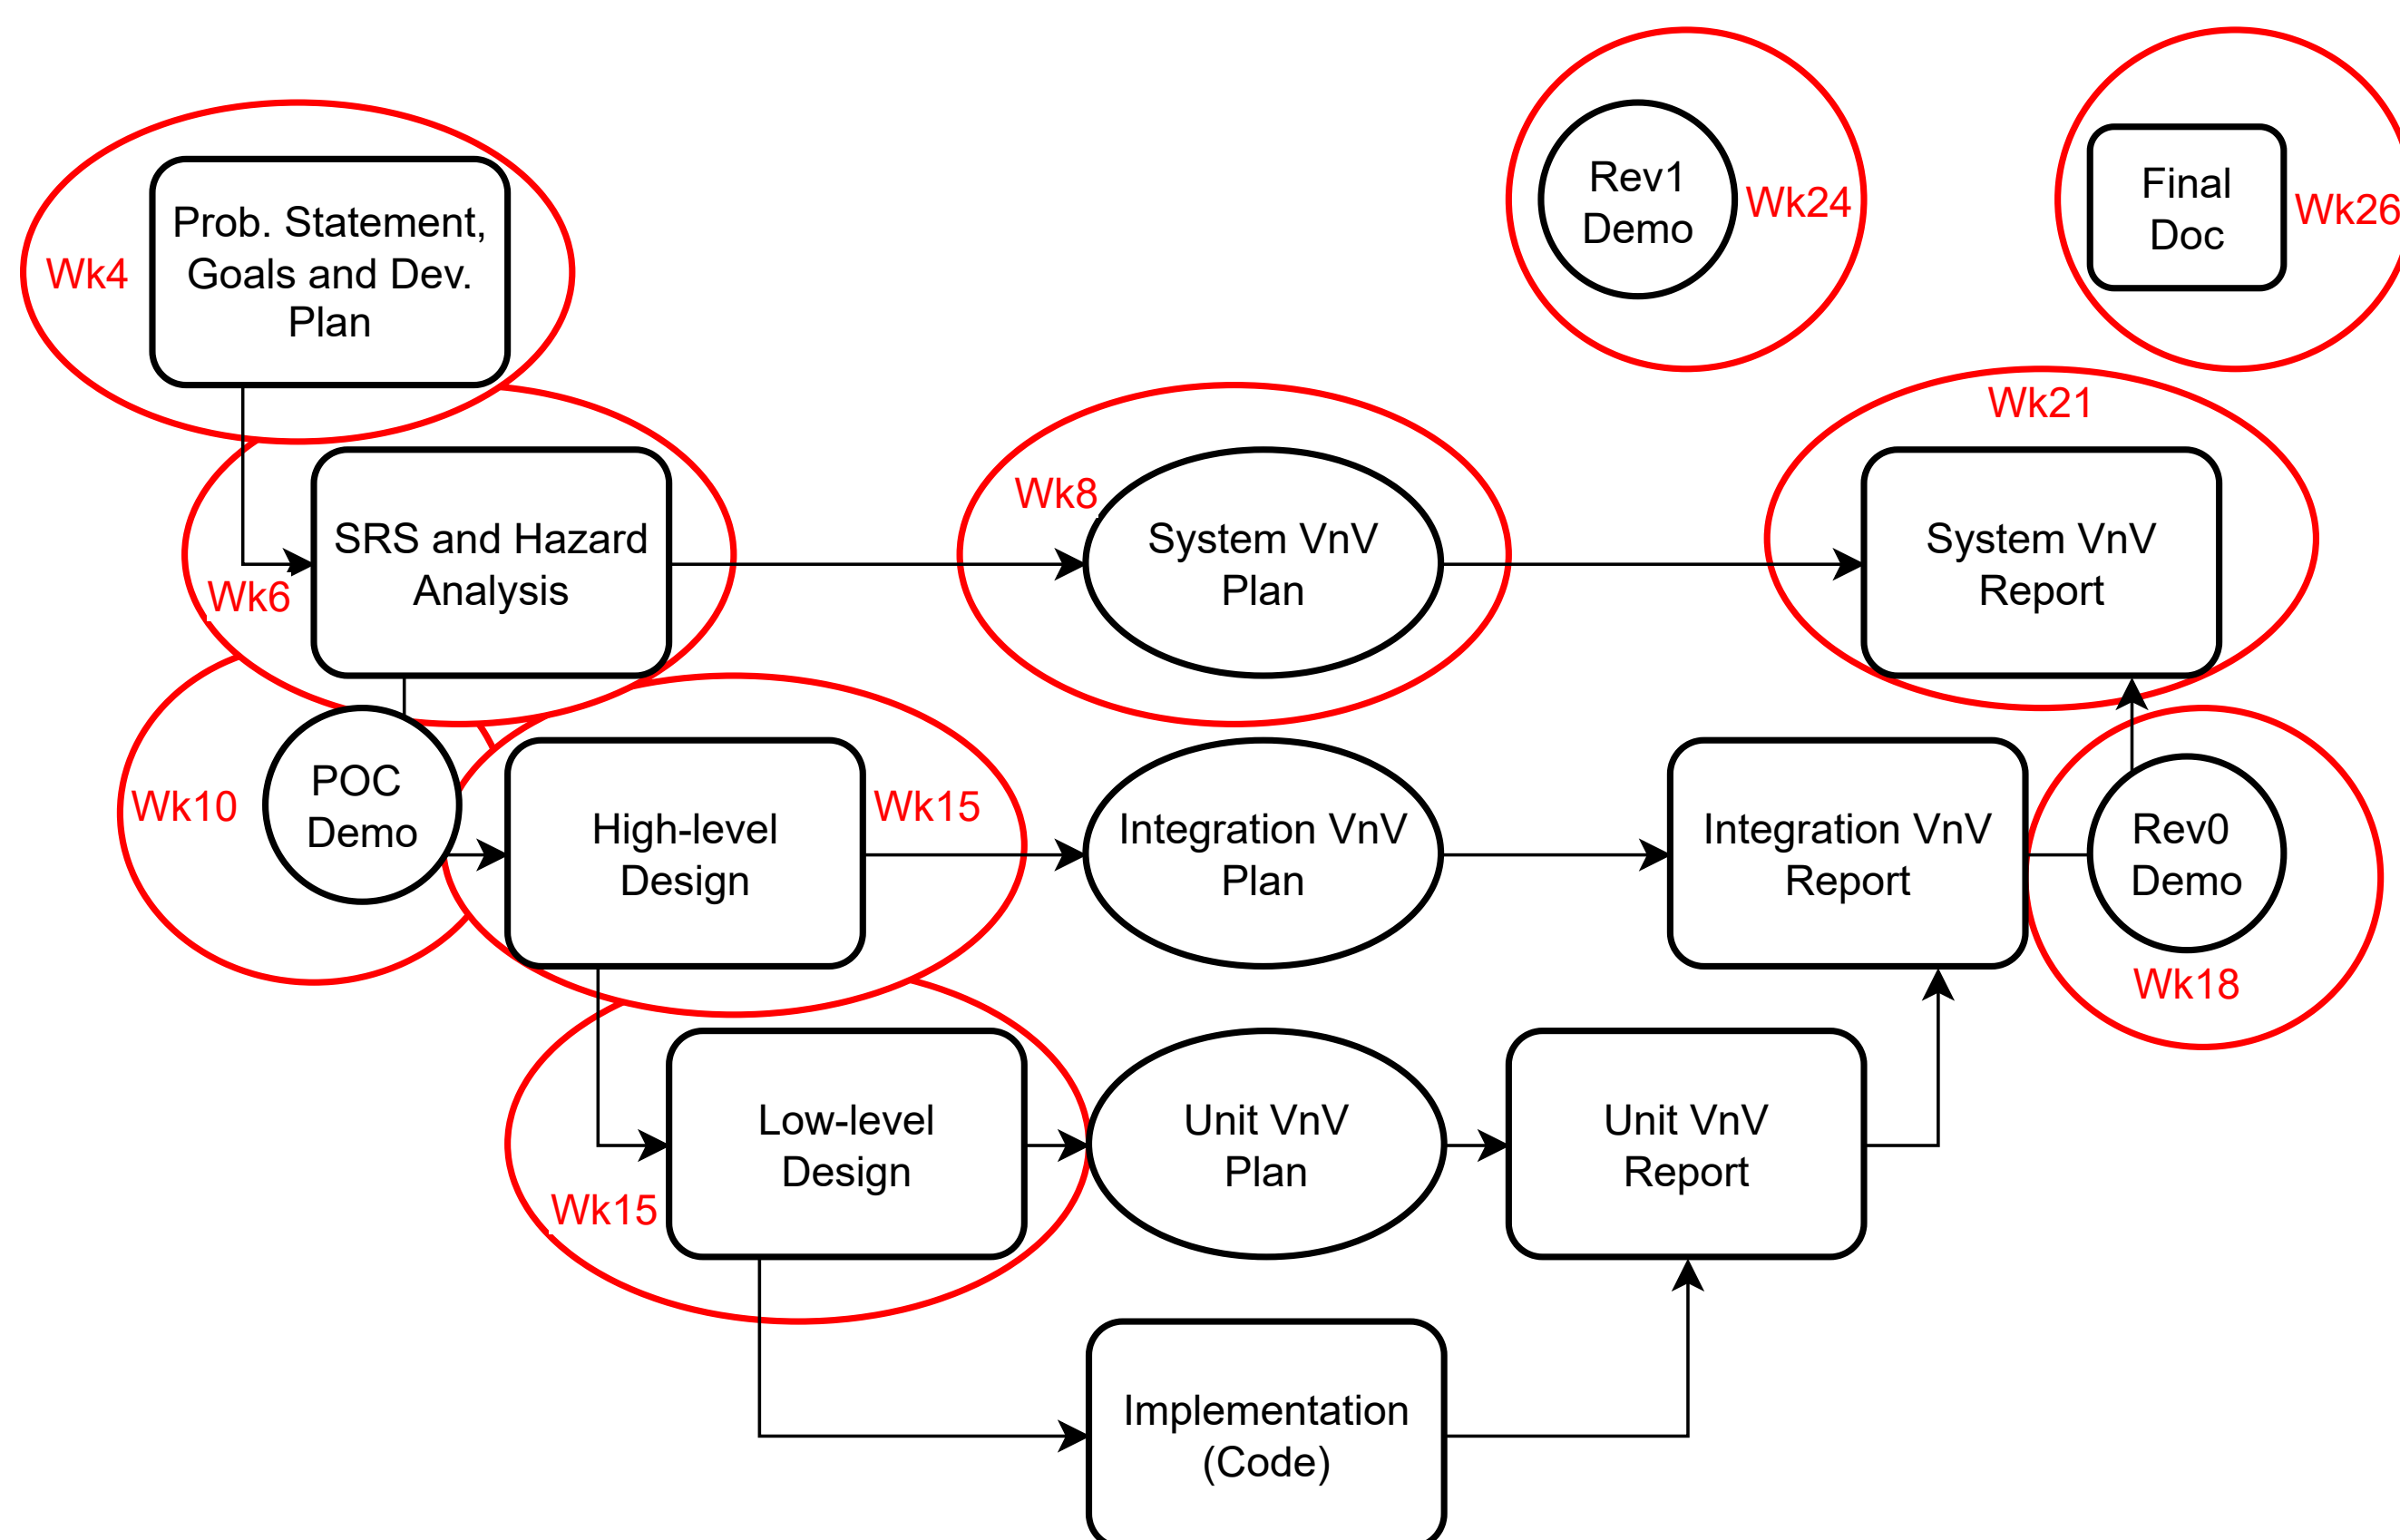 Rev1
Demo
Wk24
Final
Doc
Wk26
Wk4
Prob. Statement,
Goals and Dev.
Plan
Wk6
SRS and Hazard
Analysis
Wk8
System VnV
Plan
Wk21
System VnV
Report
Wk10
POC
Demo
High-level
Design
Wk15
Integration VnV
Plan
Integration VnV
Report
Rev0
Demo
Wk18
Wk15
Low-level
Design
Unit VnV
Plan
Unit VnV
Report
Implementation
(Code)